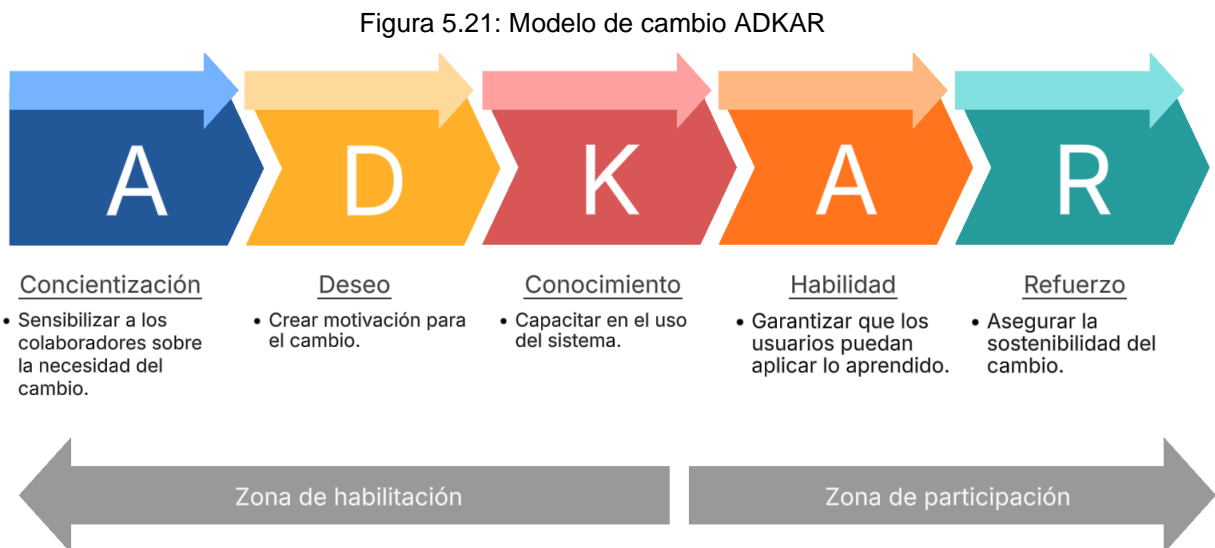 Figura 5.21: Modelo de cambio ADKAR
A
D
K
A
R
Concientización
• Sensibilizar a los
colaboradores sobre
la necesidad del
cambio.
Deseo
• Crear motivación para
el cambio.
Conocimiento
• Capacitar en el uso
del sistema.
Habilidad
• Garantizar que los
usuarios puedan
aplicar lo aprendido.
Refuerzo
• Asegurar la
sostenibilidad del
cambio.
Zona de habilitación
Zona de participación